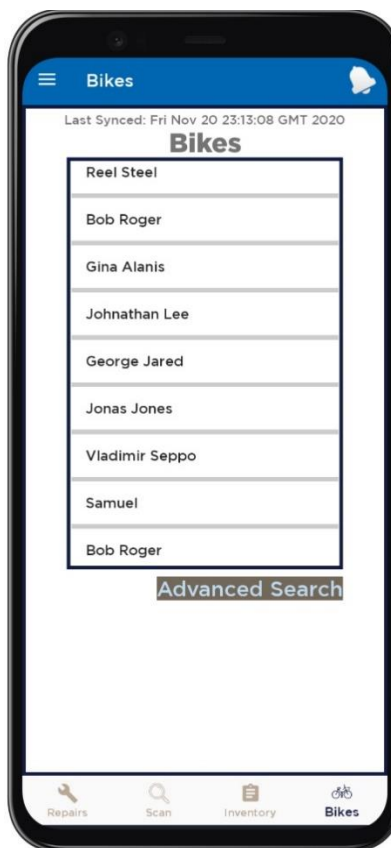 Bikes
Last Synced: Fri Nov 20 23:13:08 GMT 2020
Bikes
Reel Steel
Bob Roger
Gina Alanis
Johnathan Lee
George Jared
Jonas Jones
Vladimir Seppo
Samuel
Bob Roger
Advanced Search
Repairs Scan Inventory Bikes